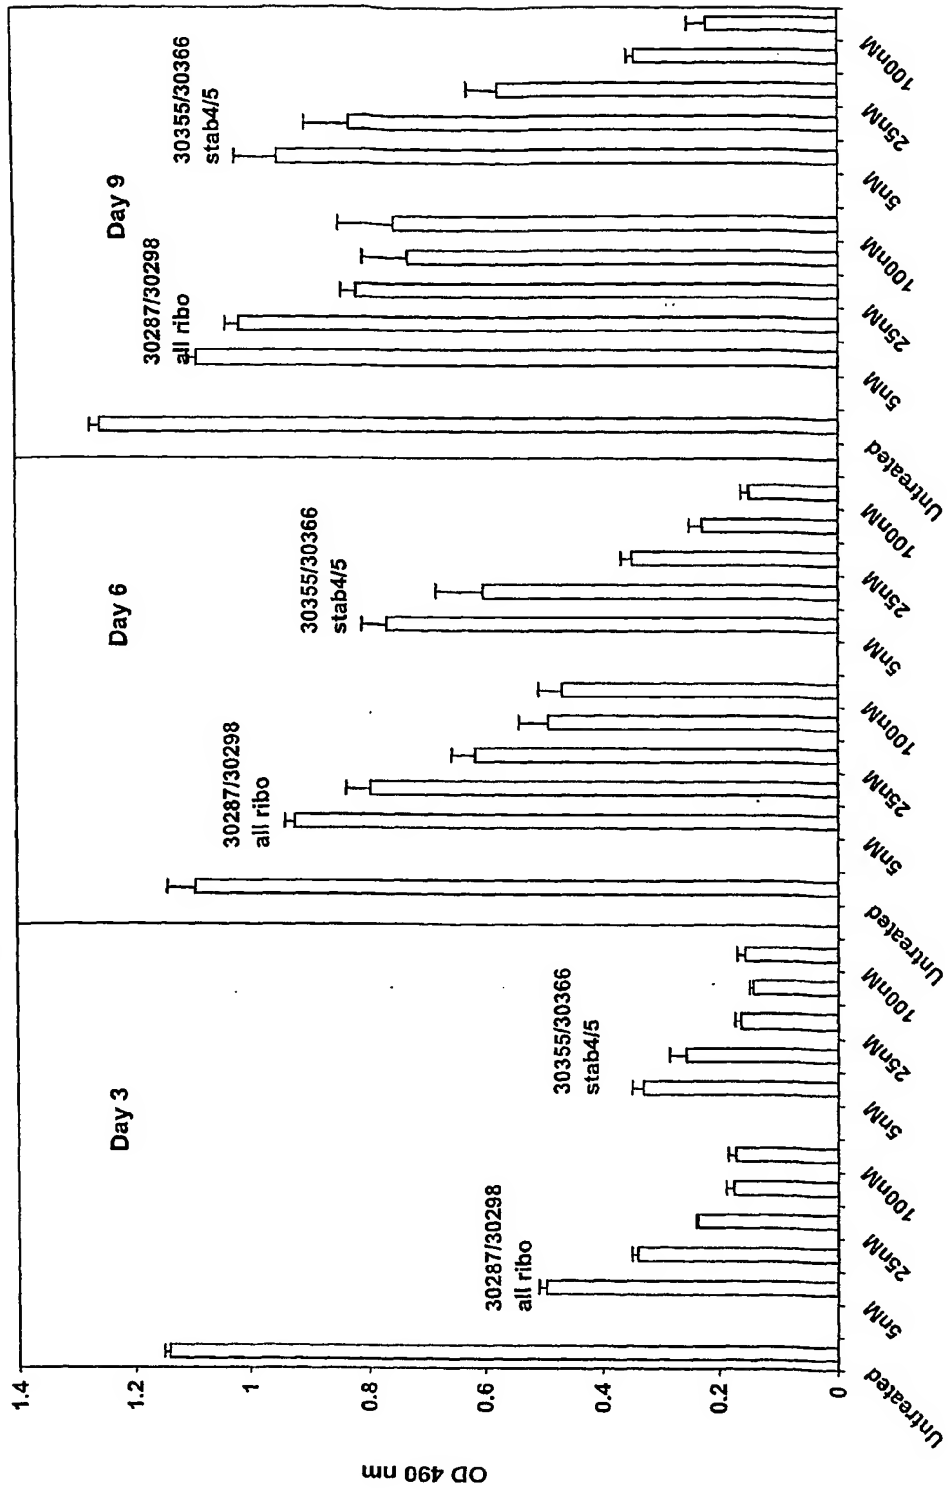 OD 490 nm
1.4
1.2
1
0.8
0.6
0.4
0.2
0
Day 3
30287/30298
all ribo
30355/30366
stab4/5
Day 6
30287/30298
all ribo
30355/30366
stab4/5
Day 9
30287/30298
all ribo
30355/30366
stab4/5
Untreated
5nM
25nM
100nM
5nM
25nM
100nM
Untreated
5nM
25nM
100nM
5nM
25nM
100nM
Untreated
5nM
25nM
100nM
5nM
25nM
100nM